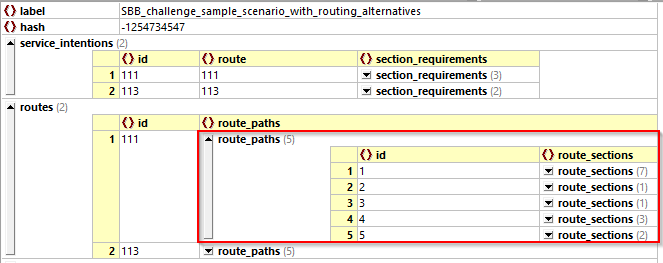 <> label SBB_challenge_sample_scenario_with_routing_alternatives
<> hash -1254734547
service_intentions (2)
<> id <> route <> section_requirements
1 111 111 section_requirements (3)
2 113 113 section_requirements (2)
routes (2)
<> id <> route_paths
1 111 route_paths (5)
<> id <> route_sections
1 1 route_sections (7)
2 2 route_sections (1)
3 3 route_sections (1)
4 4 route_sections (3)
5 5 route_sections (2)
2 113 route_paths (5)